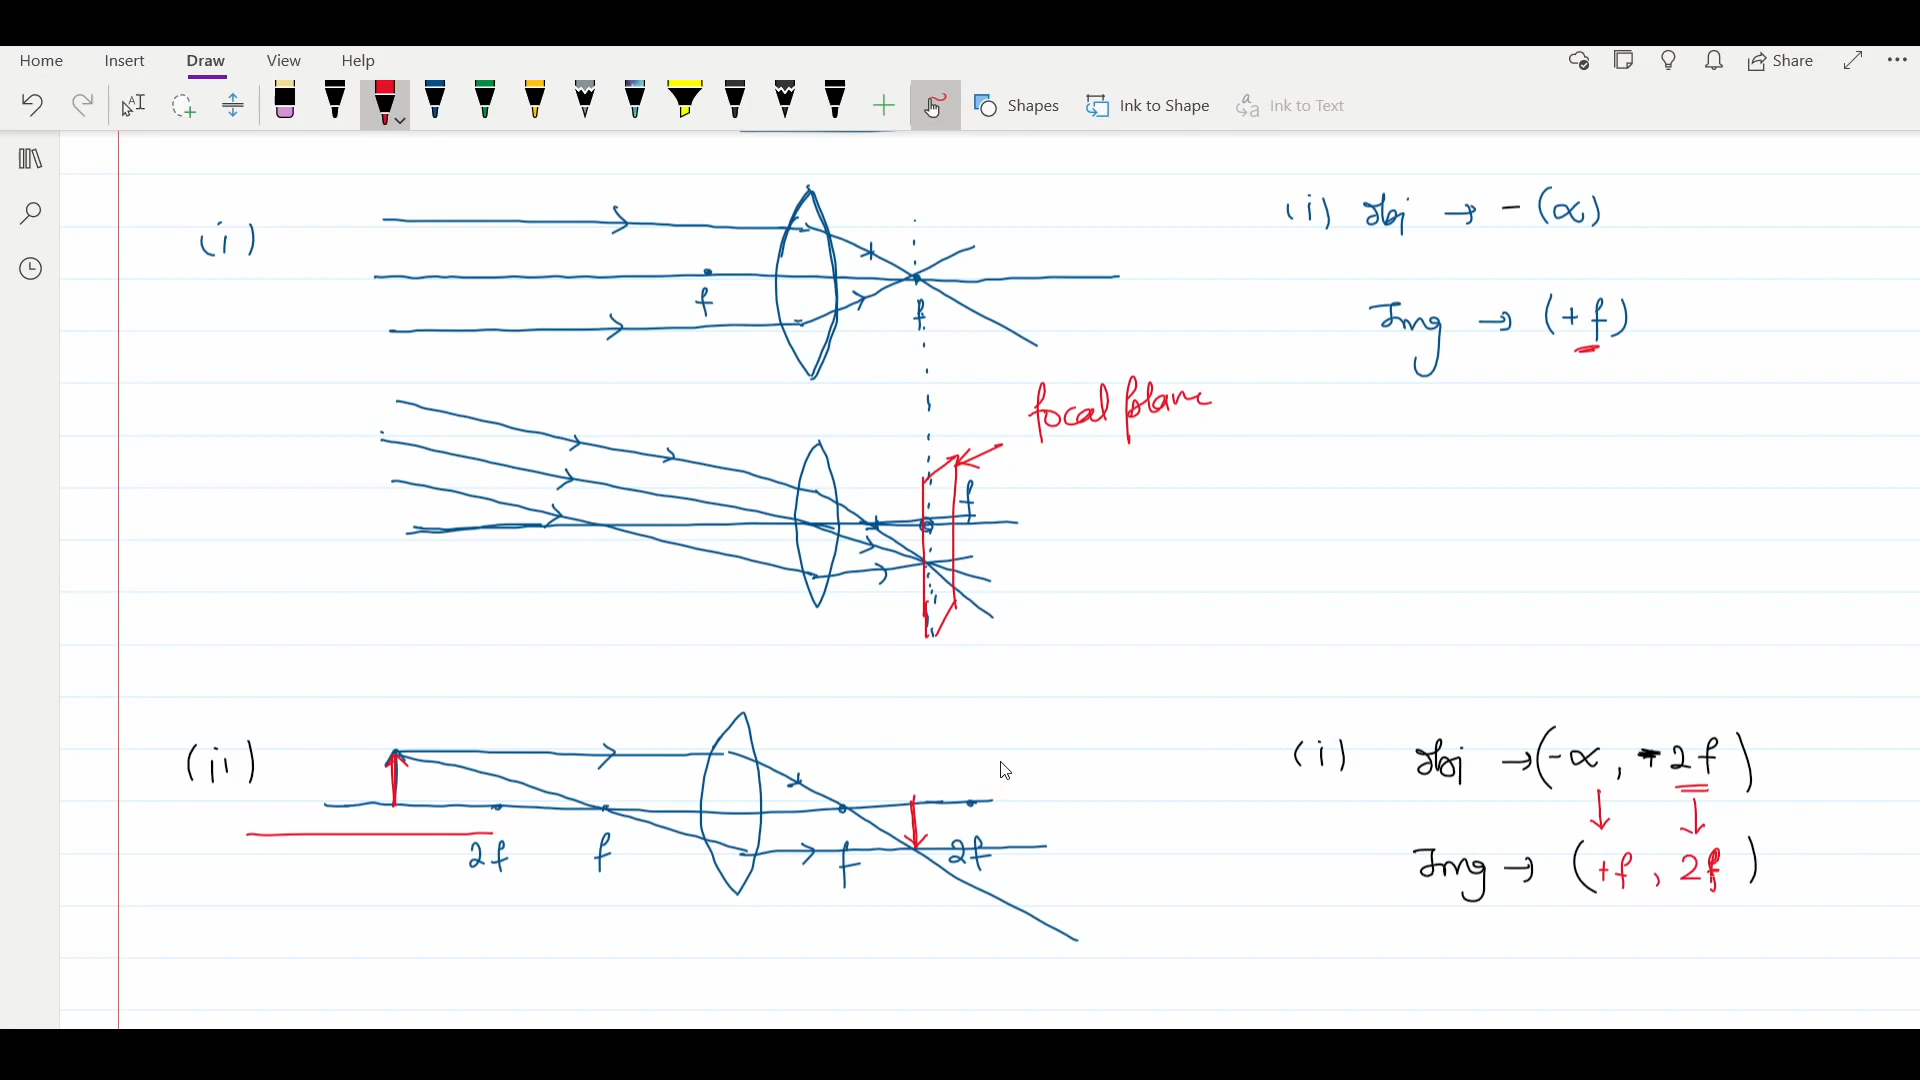 Home Insert Draw View Help Share
Shapes Ink to Shape Ink to Text
(i)
f
f
(ii) obj → - (∝)
Img → (+ f)
focal plane
f
(ii)
2f f f 2f
(i) obj → (-∝, -2f)
Img → (+f, 2f)